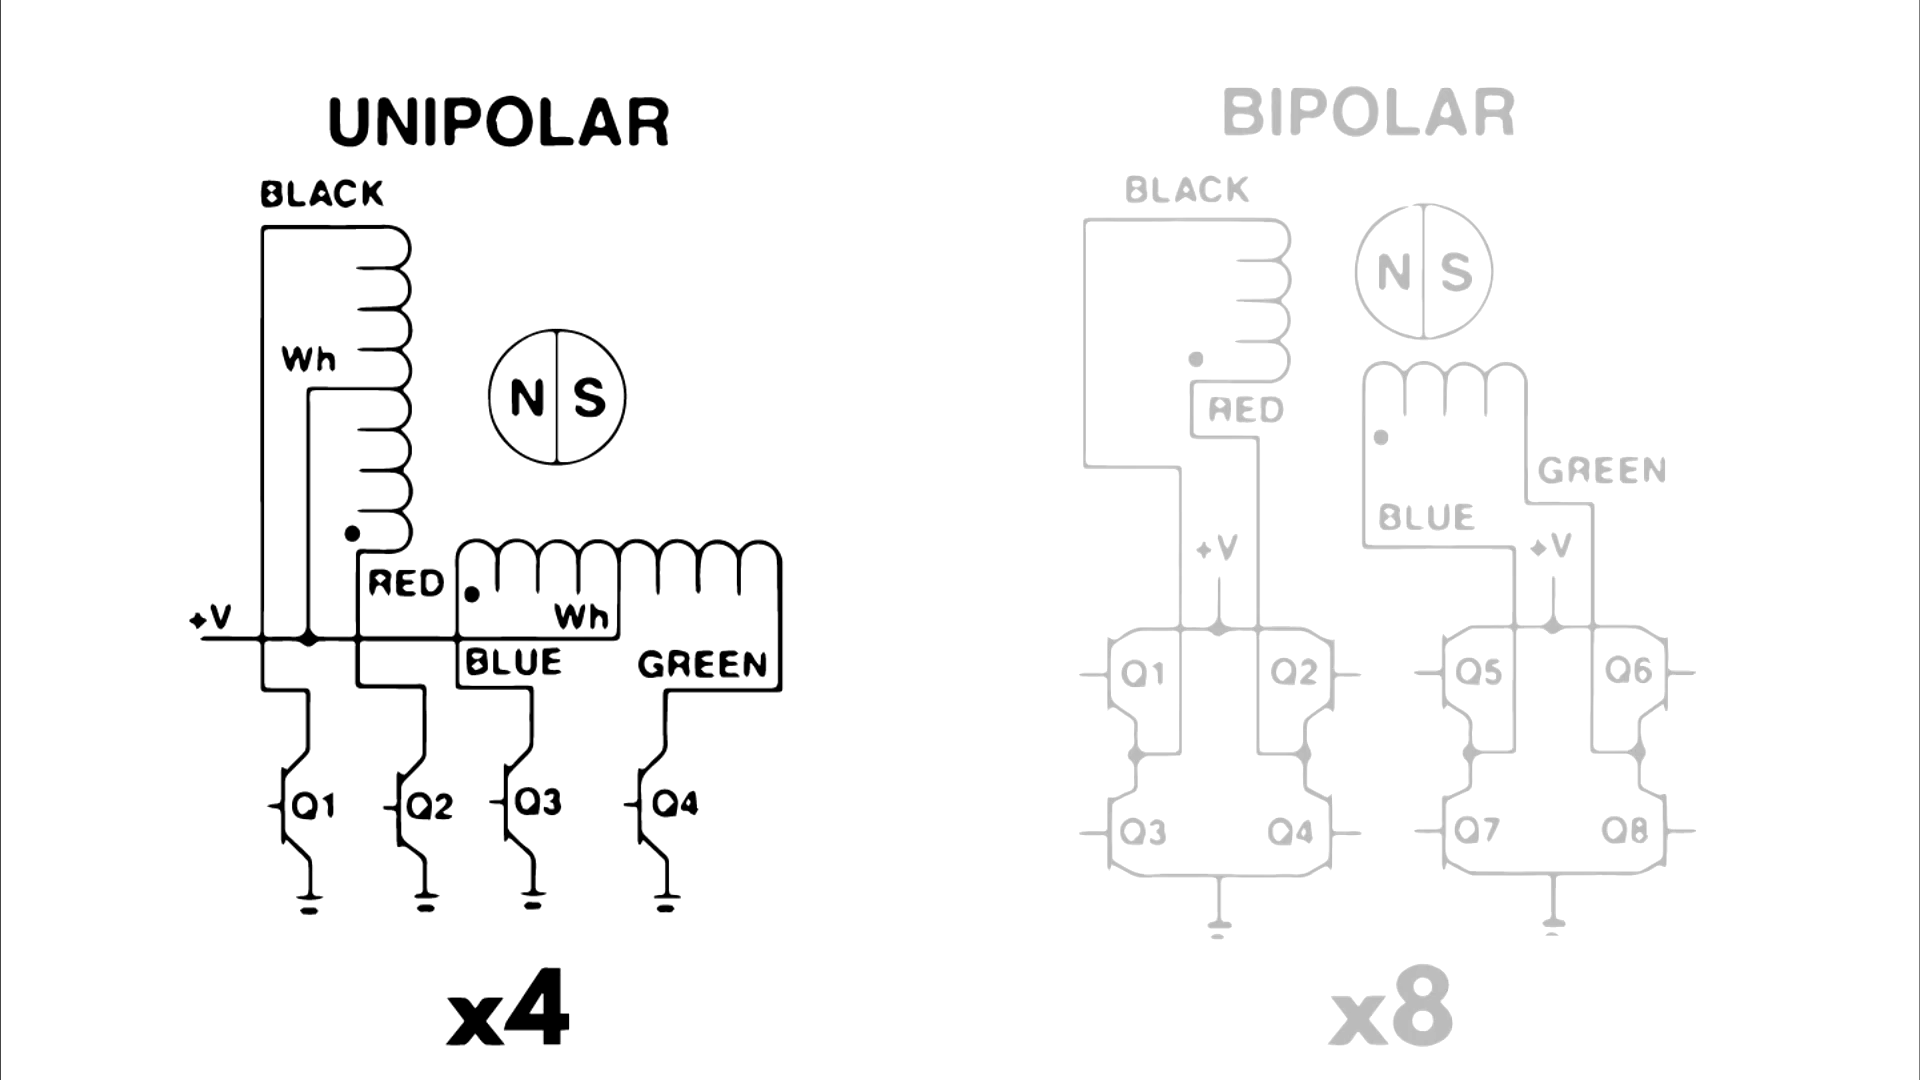 UNIPOLAR
BLACK
Wh
N S
RED
+V
Wh
BLUE
GREEN
Q1
Q2
Q3
Q4
x4
BIPOLAR
BLACK
N S
RED
GREEN
BLUE
+V
+V
Q1
Q2
Q5
Q6
Q3
Q4
Q7
Q8
x8